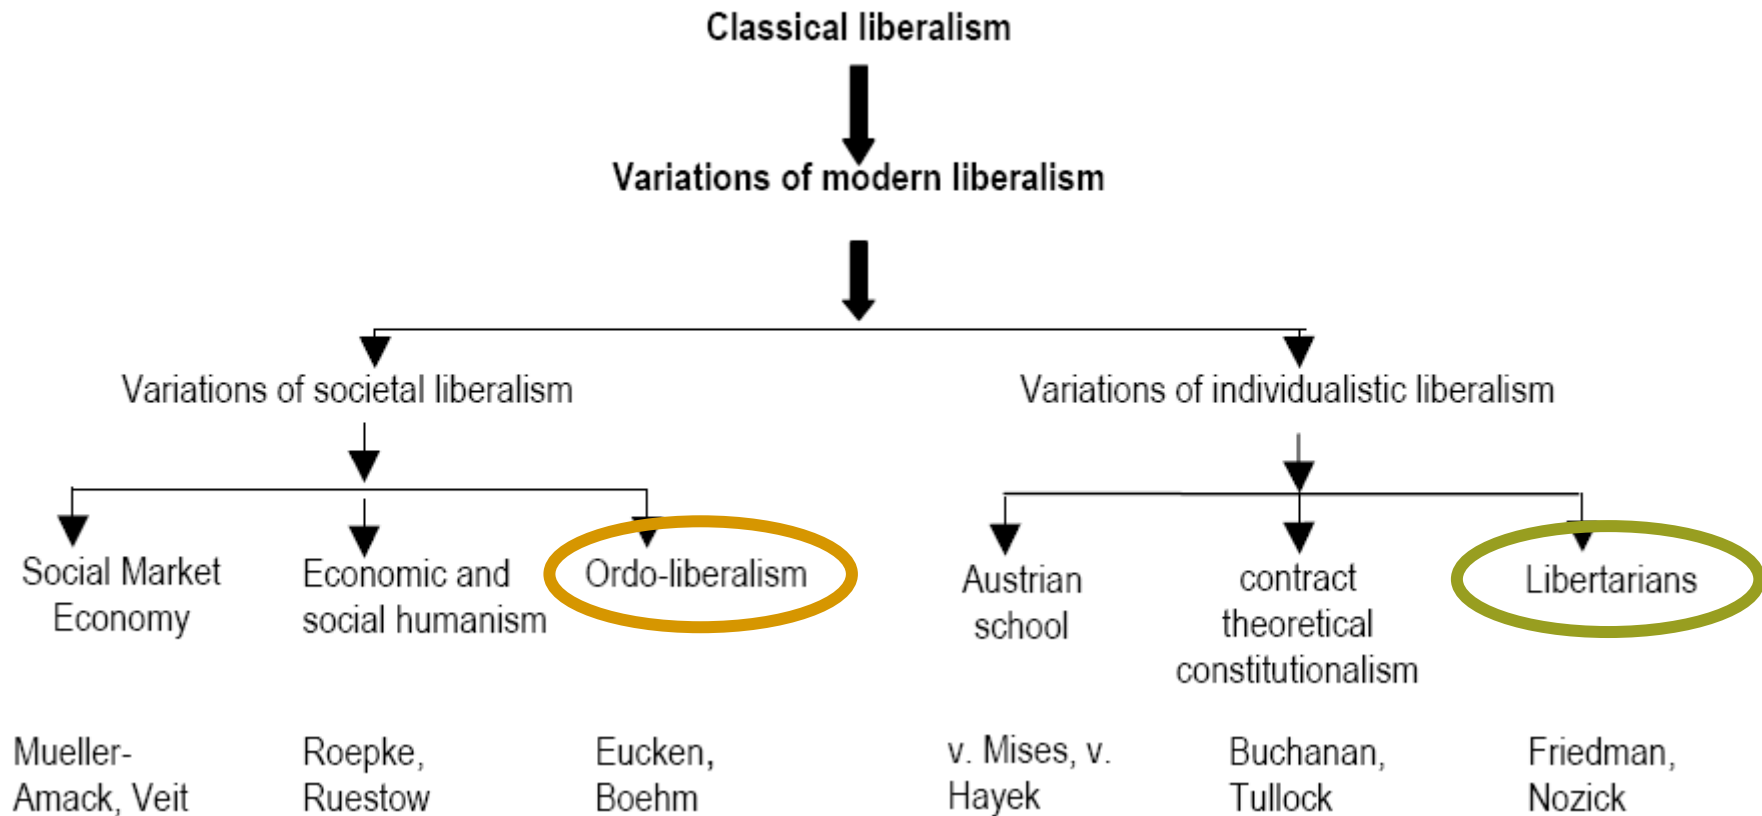 Classical liberalism
Variations of modern liberalism
Variations of societal liberalism
Variations of individualistic liberalism
Social Market
Economy
Economic and
social humanism
Ordo-liberalism
Austrian
school
contract
theoretical
constitutionalism
Libertarians
Mueller-
Amack, Veit
Roepke,
Ruestow
Eucken,
Boehm
v. Mises, v.
Hayek
Buchanan,
Tullock
Friedman,
Nozick